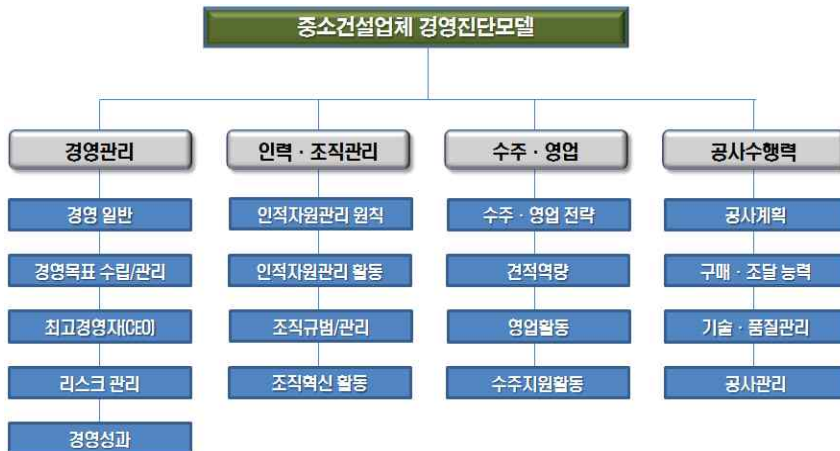 중소건설업체 경영진단모델
경영관리
인력 · 조직관리
수주 · 영업
공사수행력
경영 일반
인적자원관리 원칙
수주 · 영업 전략
공사계획
경영목표 수립/관리
인적자원관리 활동
견적역량
구매 · 조달 능력
최고경영자(CEO)
조직규범/관리
영업활동
기술 · 품질관리
리스크 관리
조직혁신 활동
수주지원활동
공사관리
경영성과